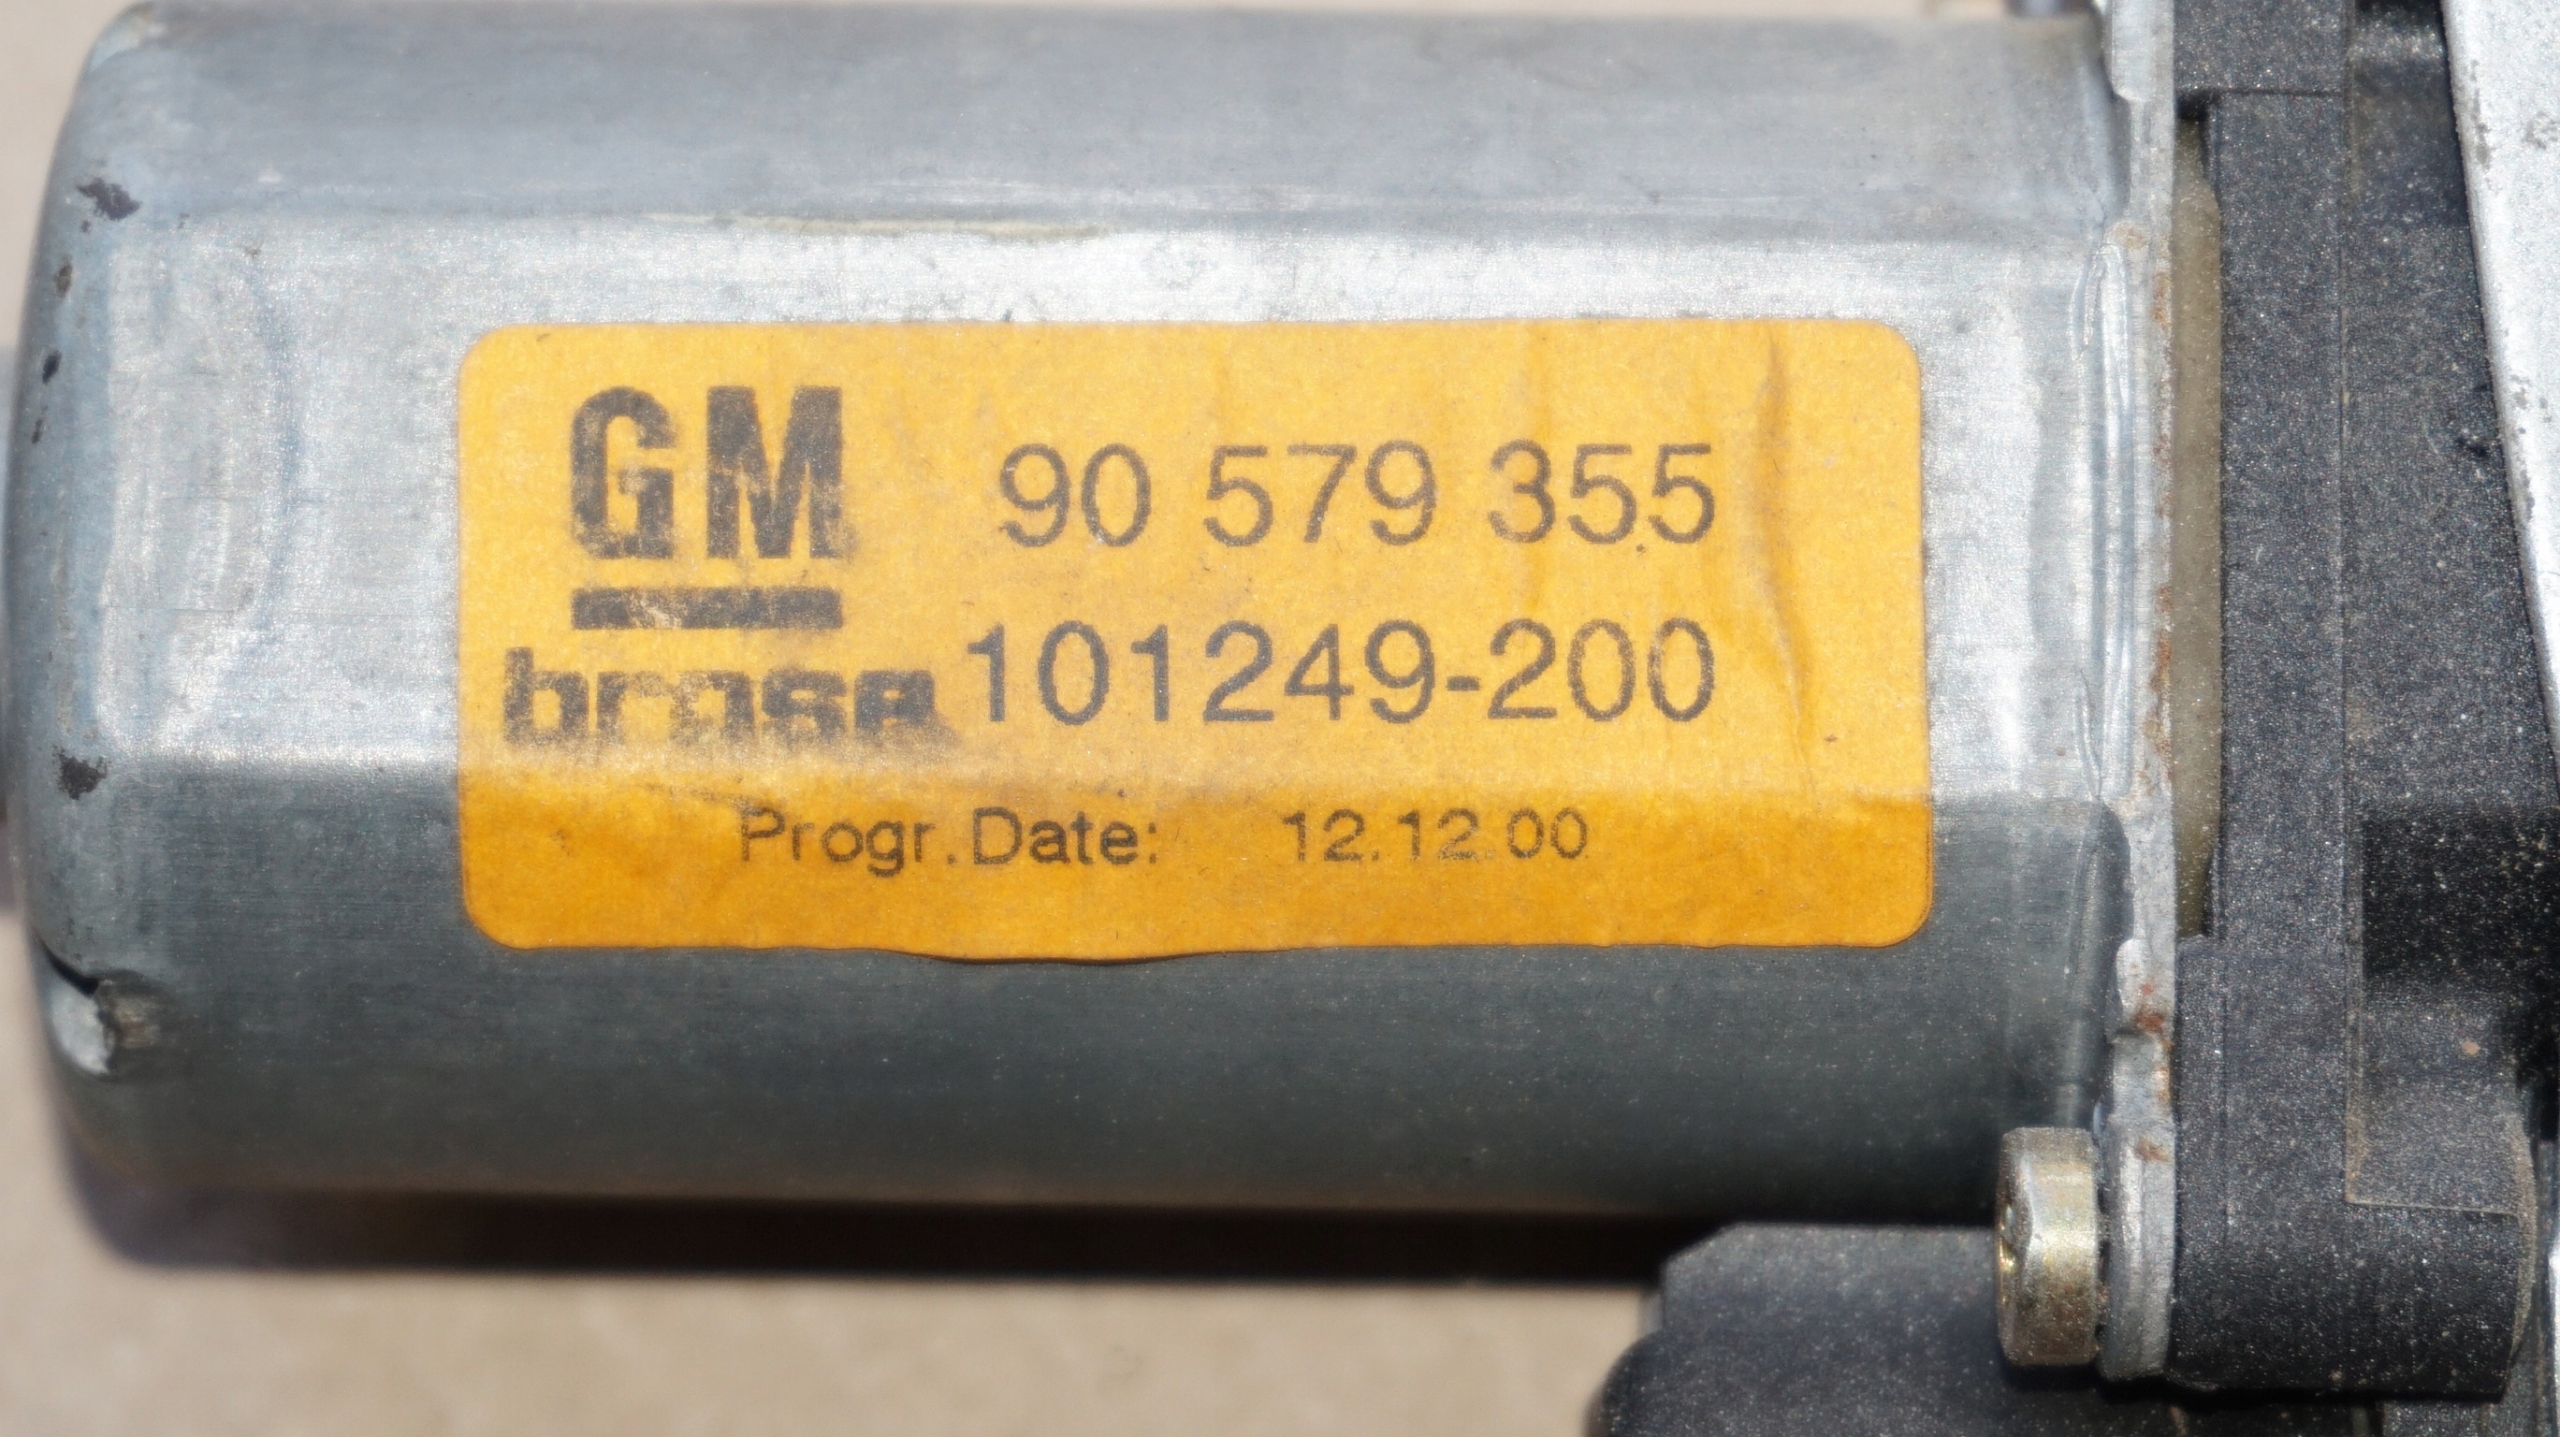 GM 90 579 355
brose 101249-200
Progr.Date: 12.12.00